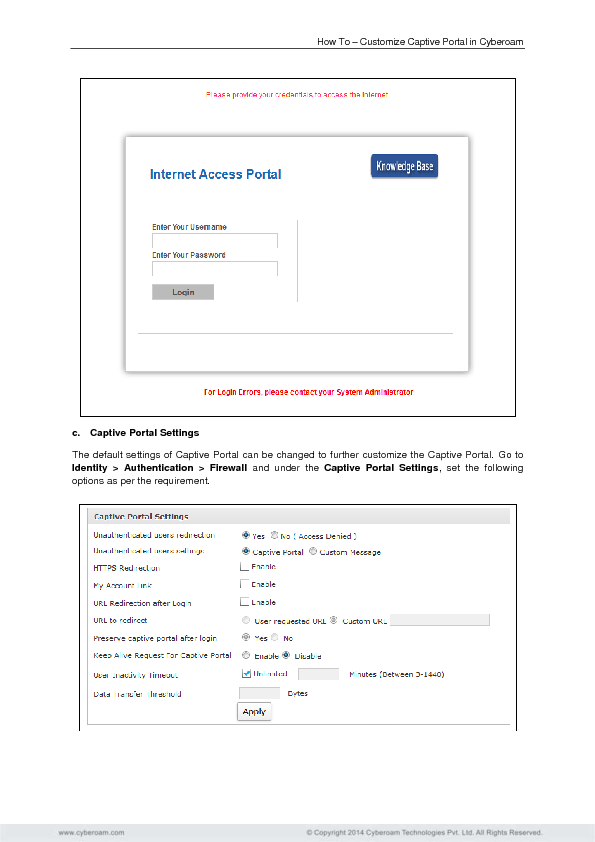 How To – Customize Captive Portal in Cyberoam
Please provide your credentials to access the Internet
Internet Access Portal
Knowledge Base
Enter Your Username
Enter Your Password
Login
For Login Errors, please contact your System Administrator
c. Captive Portal Settings
The default settings of Captive Portal can be changed to further customize the Captive Portal. Go to
Identity > Authentication > Firewall and under the Captive Portal Settings, set the following
options as per the requirement.
Captive Portal Settings
Unauthenticated users redirection Yes No ( Access Denied )
Unauthenticated users settings Captive Portal Custom Message
HTTPS Redirection Enable
My Account Link Enable
URL Redirection after Login Enable
URL to redirect User requested URL Custom URL
Preserve captive portal after login Yes No
Keep Alive Request For Captive Portal Enable Disable
User Inactivity Timeout Unlimited Minutes (Between 3-1440)
Data Transfer Threshold Bytes
Apply
www.cyberoam.com © Copyright 2014 Cyberoam Technologies Pvt. Ltd. All Rights Reserved.